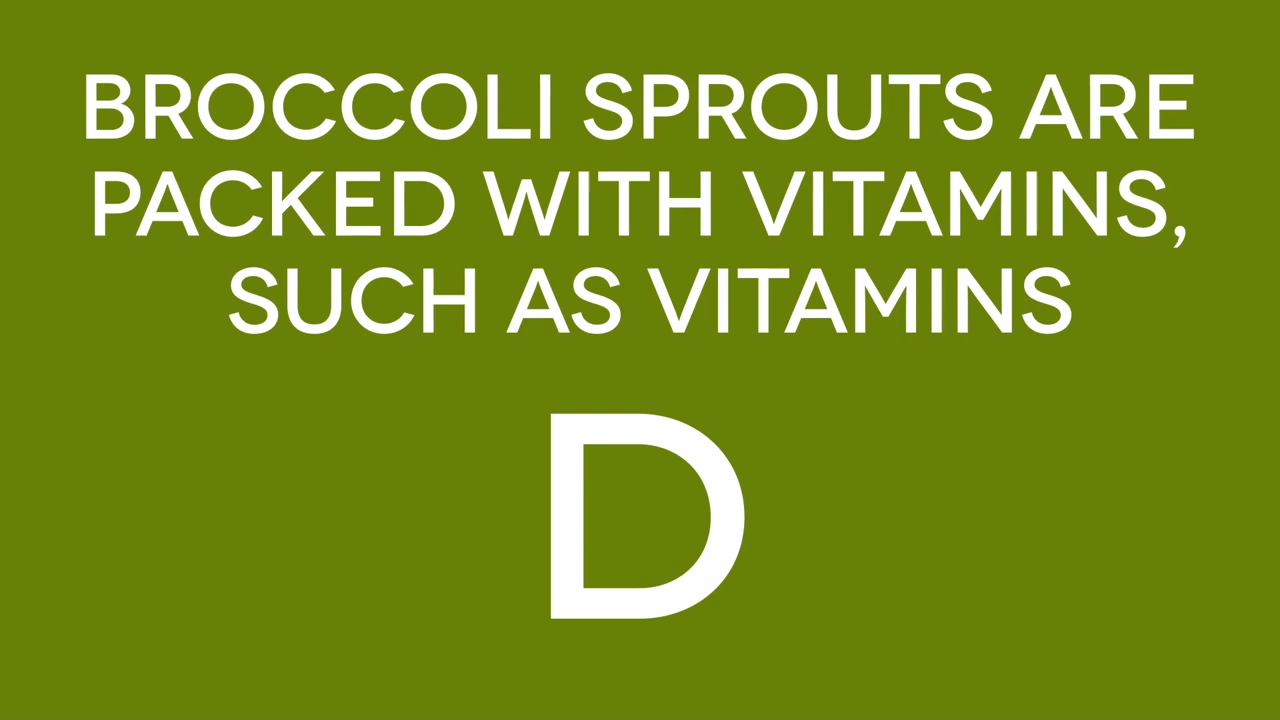 BROCCOLI SPROUTS ARE
PACKED WITH VITAMINS,
SUCH AS VITAMINS
D